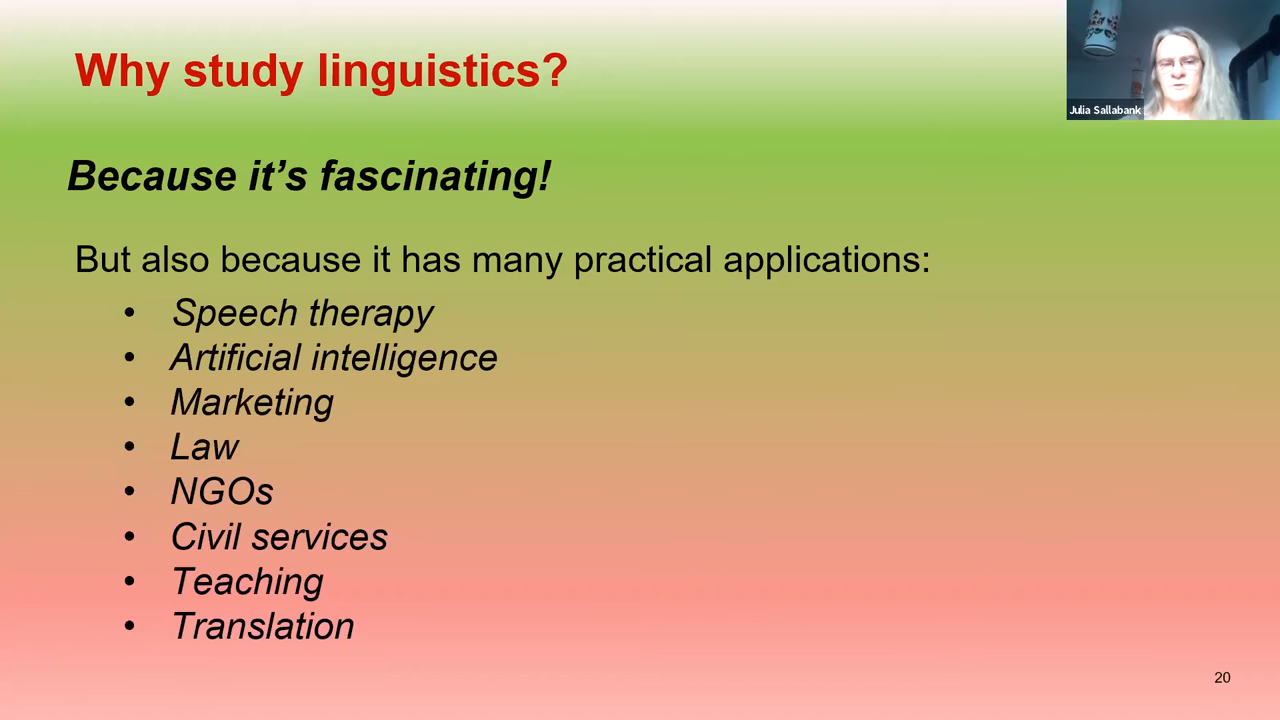 Why study linguistics?
Julia Sallabank
Because it’s fascinating!
But also because it has many practical applications:
• Speech therapy
• Artificial intelligence
• Marketing
• Law
• NGOs
• Civil services
• Teaching
• Translation
20